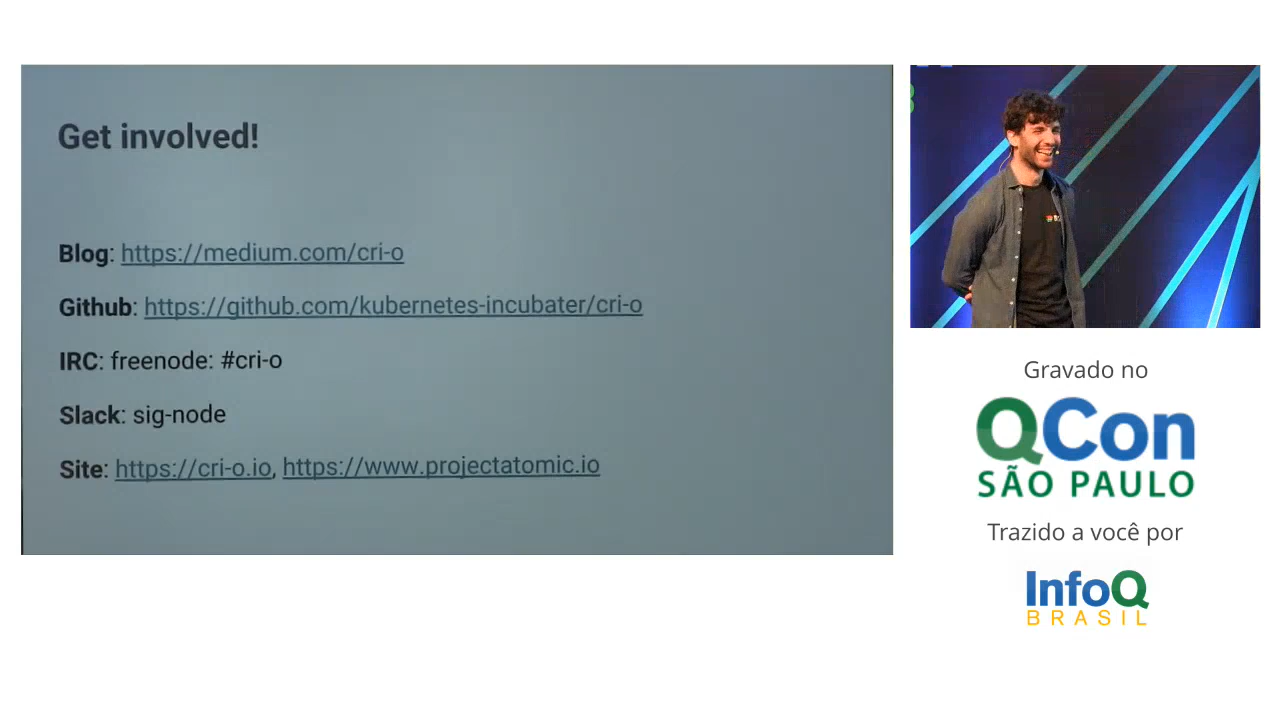 Get involved!
Blog: https://medium.com/cri-o
Github: https://github.com/kubernetes-incubater/cri-o
IRC: freenode: #cri-o
Slack: sig-node
Site: https://cri-o.io, https://www.projectatomic.io
Gravado no
QCon
SÃO PAULO
Trazido a você por
InfoQ
BRASIL